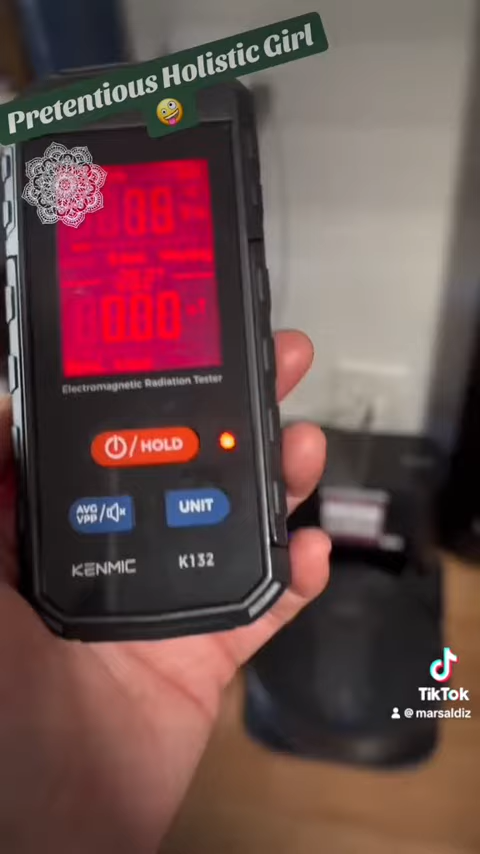 Pretentious Holistic Girl
Electromagnetic Radiation Tester
/ HOLD
AVG
VPP /
UNIT
KENMIC
K132
TikTok
@ marsaldiz